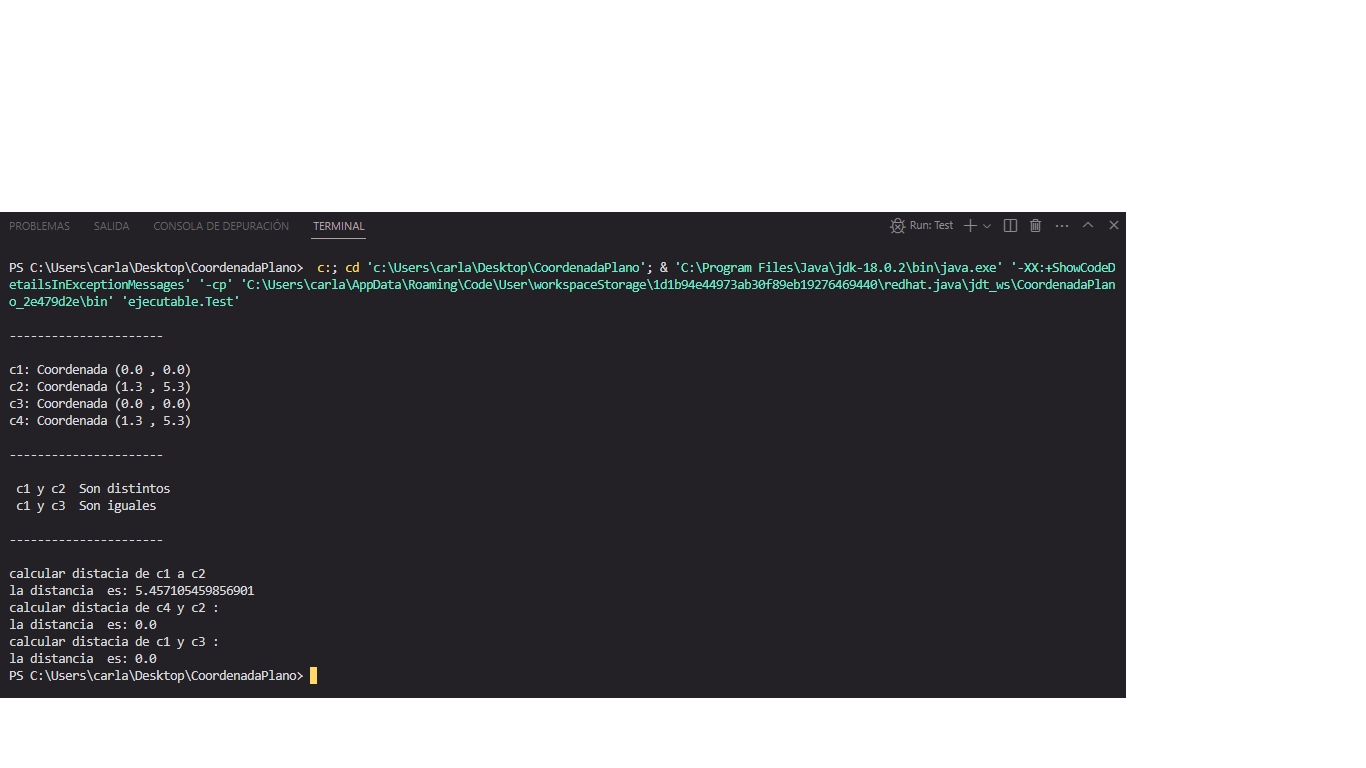 PROBLEMAS SALIDA CONSOLA DE DEPURACIÓN TERMINAL Run: Test
PS C:\Users\carla\Desktop\CoordenadaPlano>  c:; cd 'c:\Users\carla\Desktop\CoordenadaPlano'; & 'C:\Program Files\Java\jdk-18.0.2\bin\java.exe' '-XX:+ShowCodeD
etailsInExceptionMessages' '-cp' 'C:\Users\carla\AppData\Roaming\Code\User\workspaceStorage\1d1b94e44973ab30f89eb19276469440\redhat.java\jdt_ws\CoordenadaPlan
o_2e479d2e\bin' 'ejecutable.Test'
----------------------
c1: Coordenada (0.0 , 0.0)
c2: Coordenada (1.3 , 5.3)
c3: Coordenada (0.0 , 0.0)
c4: Coordenada (1.3 , 5.3)
----------------------
c1 y c2  Son distintos
c1 y c3  Son iguales
----------------------
calcular distacia de c1 a c2
la distancia  es: 5.457105459856901
calcular distacia de c4 y c2 :
la distancia  es: 0.0
calcular distacia de c1 y c3 :
la distancia  es: 0.0
PS C:\Users\carla\Desktop\CoordenadaPlano>